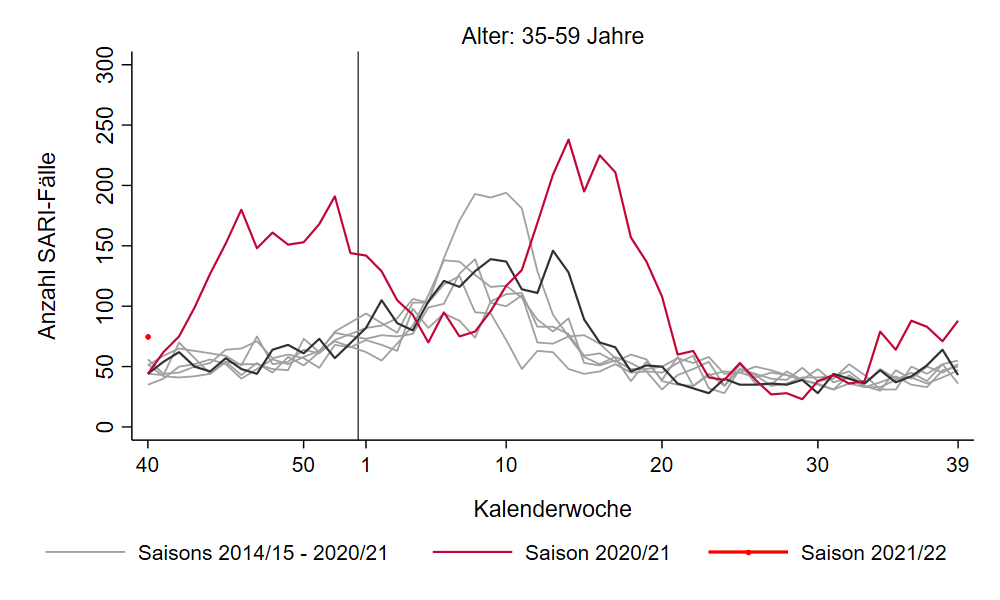 Alter: 35-59 Jahre
Anzahl SARI-Fälle
300
250
200
150
100
50
0
40 50 1 10 20 30 39
Kalenderwoche
Saisons 2014/15 - 2020/21 Saison 2020/21 Saison 2021/22